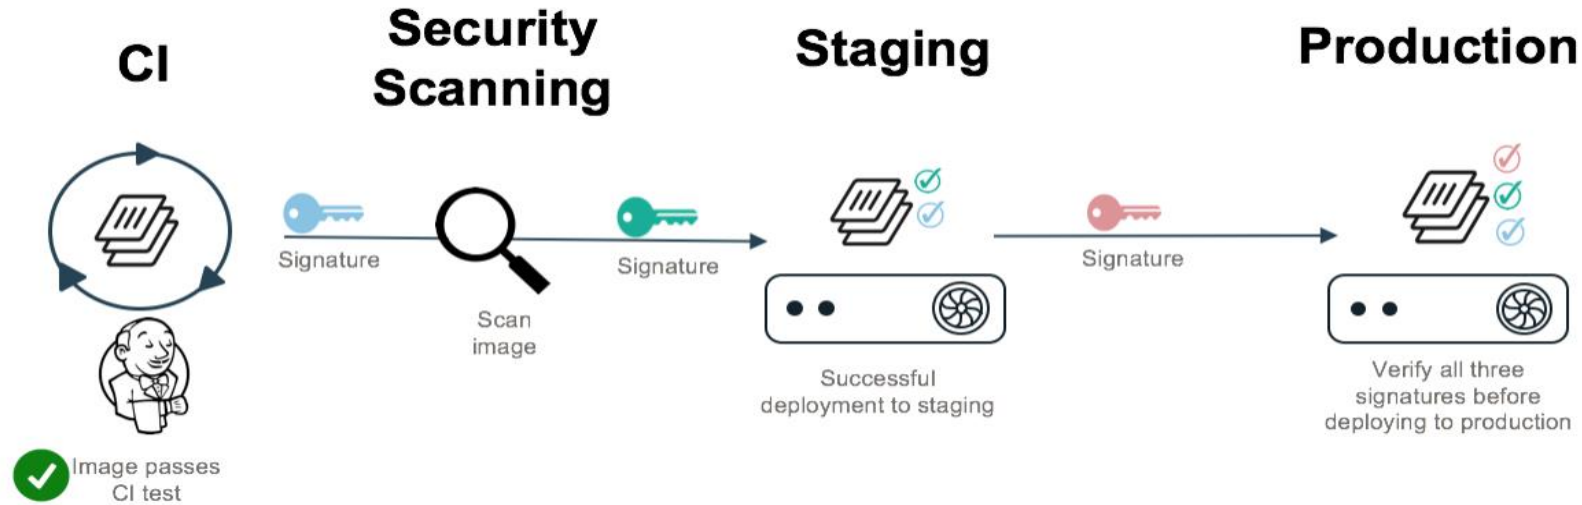 CI
Security
Scanning
Staging
Production
Signature
Signature
Signature
Scan
image
Successful
deployment to staging
Verify all three
signatures before
deploying to production
Image passes
CI test